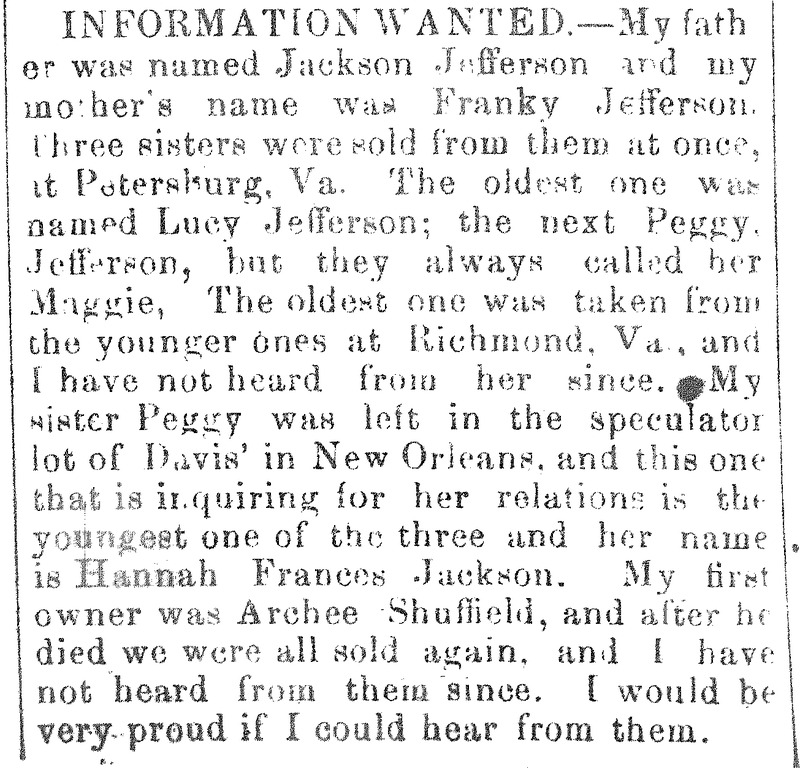 INFORMATION WANTED.—My fath
er was named Jackson Jefferson and my
mother's name was Franky Jefferson.
Three sisters were sold from them at once,
at Petersburg, Va. The oldest one was
named Lucy Jefferson; the next Peggy.
Jefferson, but they always called her
Maggie, The oldest one was taken from
the younger ones at Richmond, Va., and
I have not heard from her since. My
sister Peggy was left in the speculator
lot of Davis' in New Orleans, and this one
that is inquiring for her relations is the
youngest one of the three and her name
is Hannah Frances Jackson. My first
owner was Archee Shuffield, and after he
died we were all sold again, and I have
not heard from them since. I would be
very proud if I could hear from them.